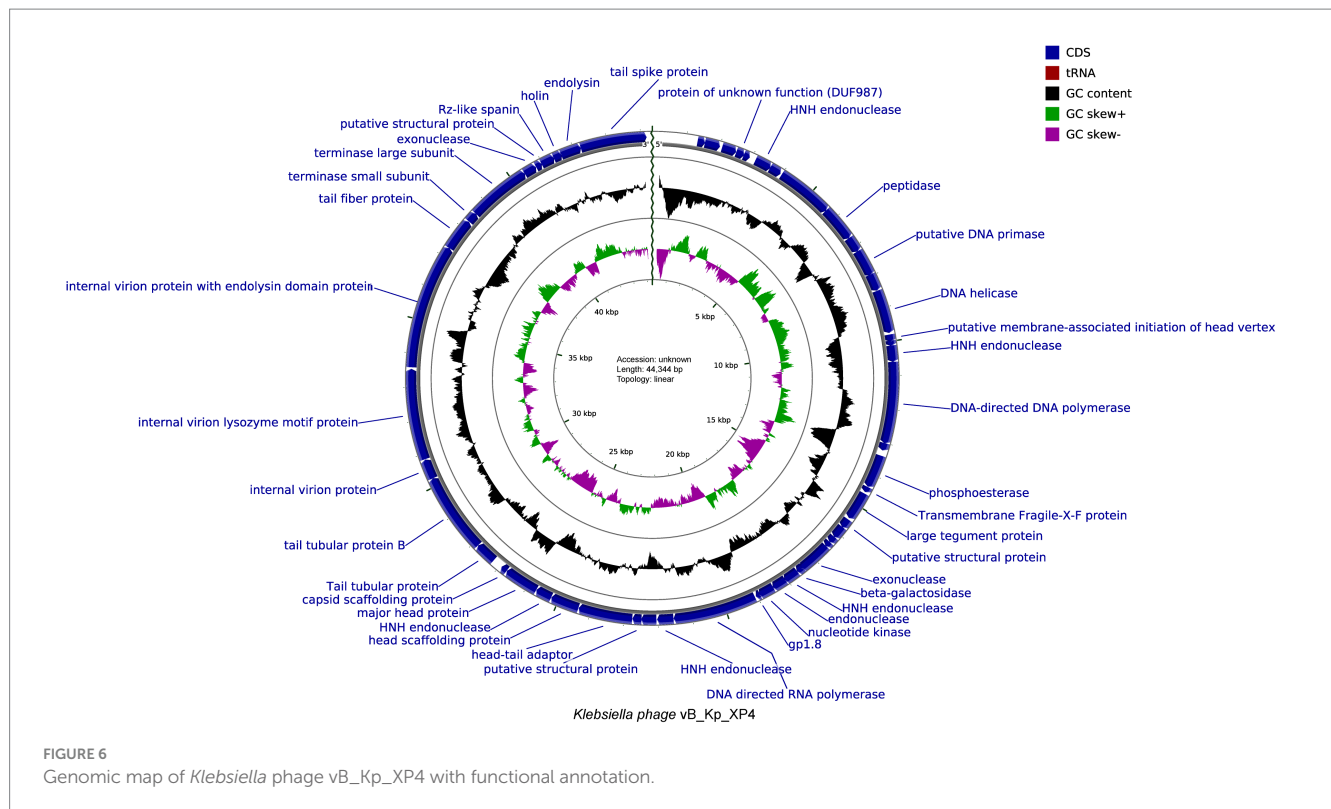 CDS
tRNA
GC content
GC skew+
GC skew-
tail spike protein
endolysin
holin
Rz-like spanin
putative structural protein
exonuclease
terminase large subunit
terminase small subunit
tail fiber protein
internal virion protein with endolysin domain protein
internal virion lysozyme motif protein
internal virion protein
tail tubular protein B
Tail tubular protein
capsid scaffolding protein
major head protein
HNH endonuclease
head scaffolding protein
head-tail adaptor
putative structural protein
protein of unknown function (DUF987)
HNH endonuclease
peptidase
putative DNA primase
DNA helicase
putative membrane-associated initiation of head vertex
HNH endonuclease
DNA-directed DNA polymerase
phosphoesterase
Transmembrane Fragile-X-F protein
large tegument protein
putative structural protein
exonuclease
beta-galactosidase
HNH endonuclease
endonuclease
nucleotide kinase
gp1.8
HNH endonuclease
DNA directed RNA polymerase
3' 5'
5 kbp
10 kbp
15 kbp
20 kbp
25 kbp
30 kbp
35 kbp
40 kbp
Accession: unknown
Length: 44,344 bp
Topology: linear
Klebsiella phage vB_Kp_XP4
FIGURE 6
Genomic map of Klebsiella phage vB_Kp_XP4 with functional annotation.